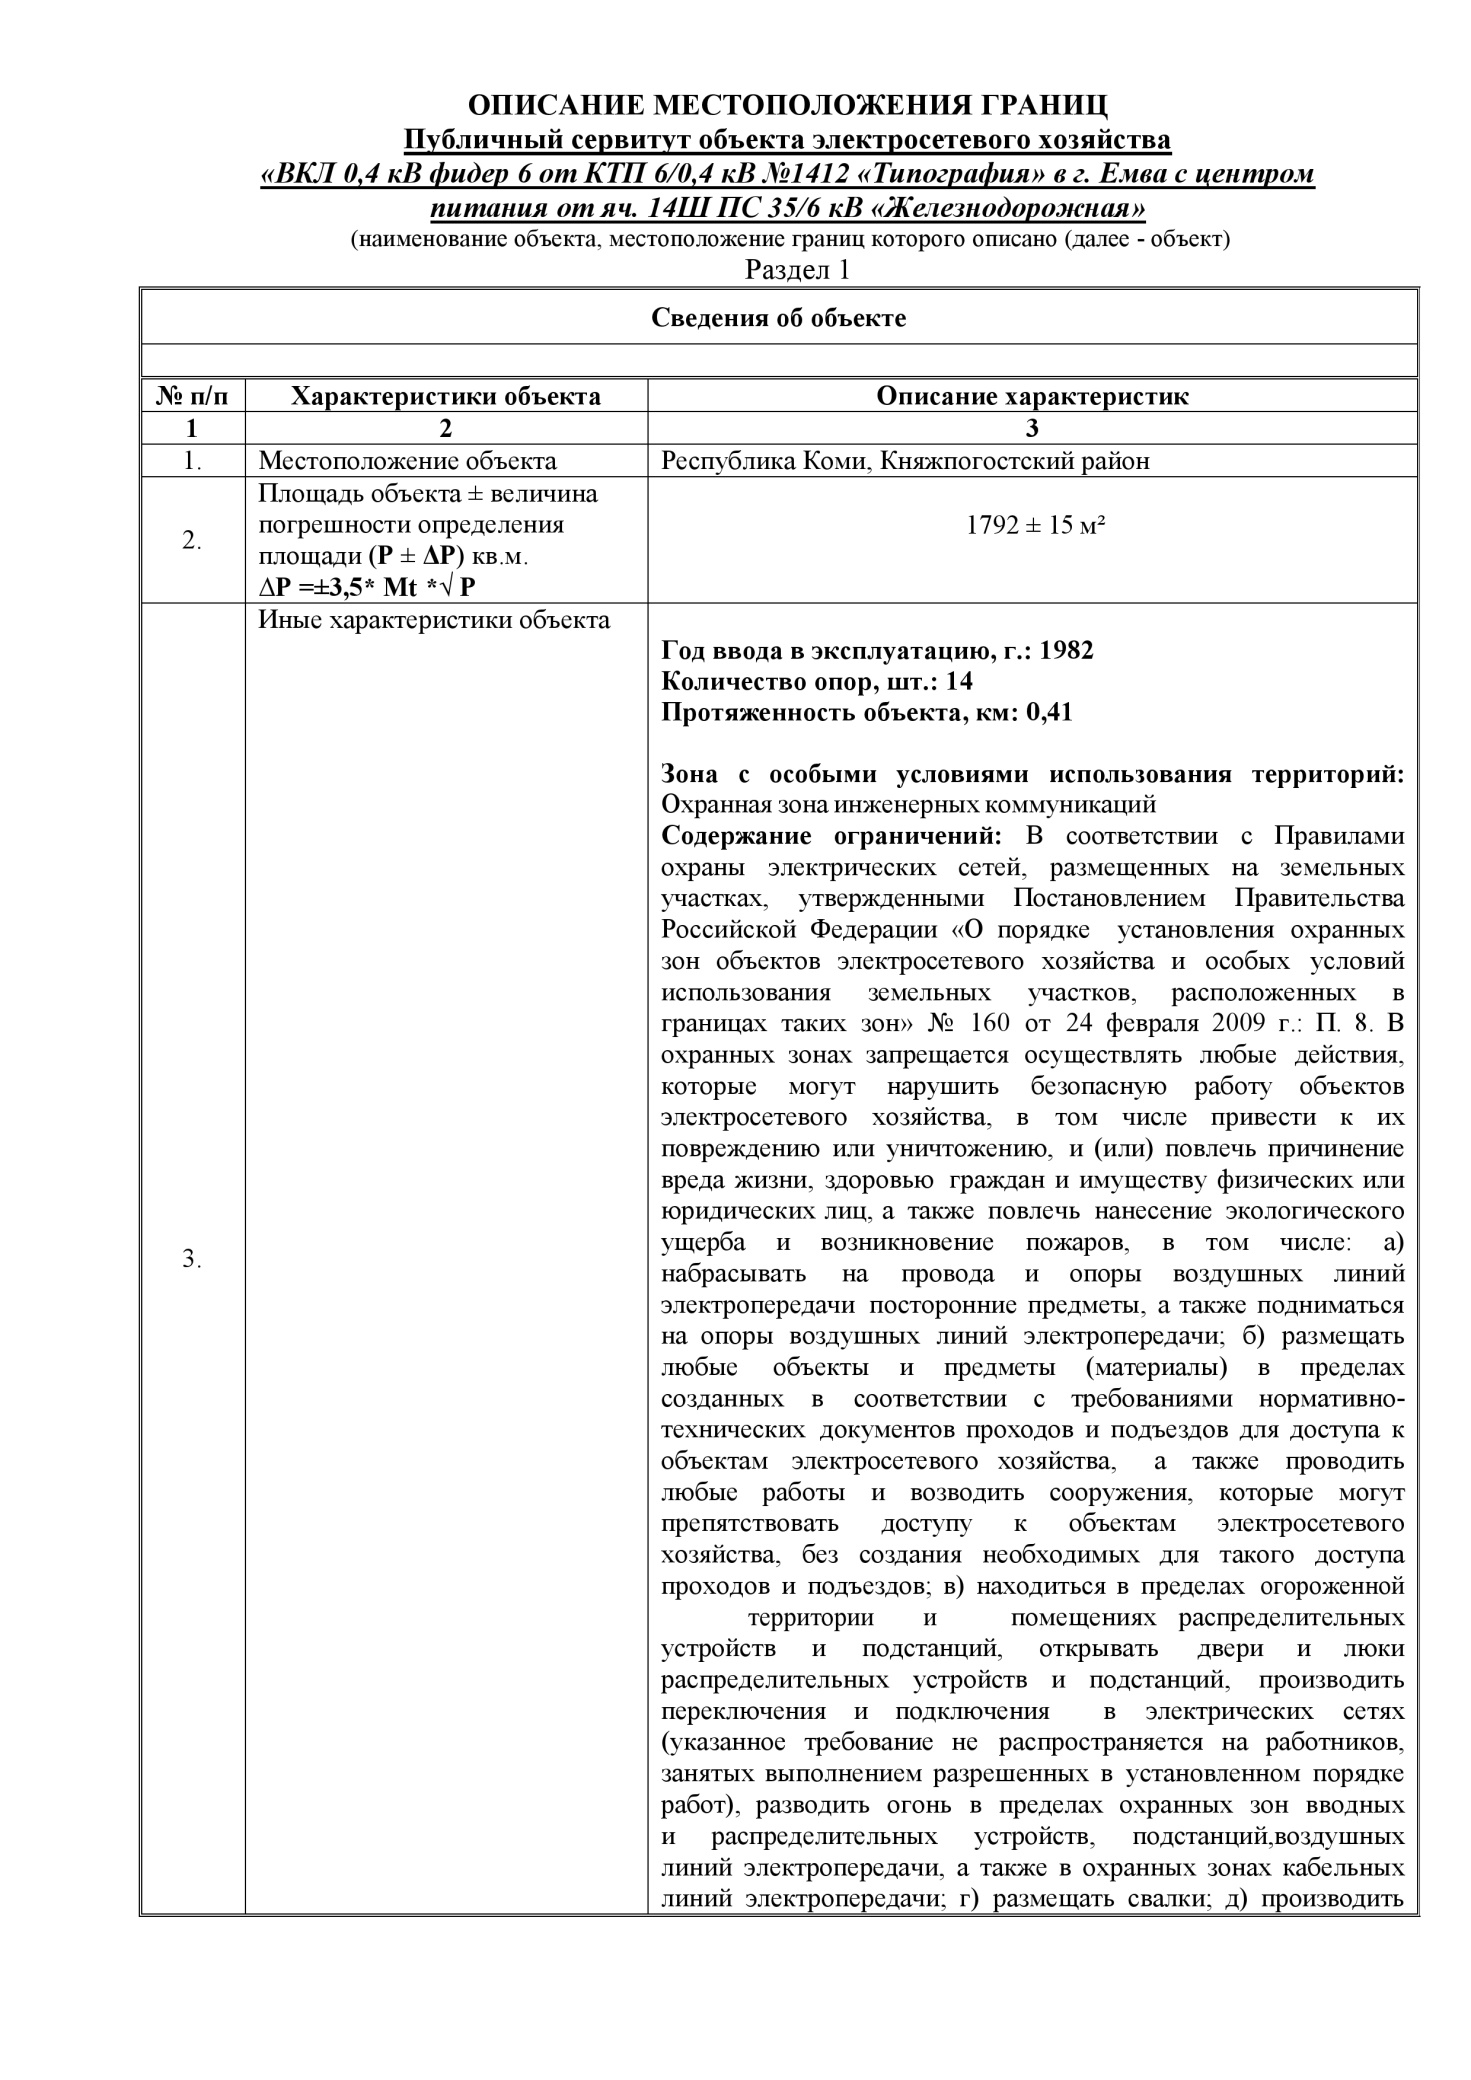 ОПИСАНИЕ МЕСТОПОЛОЖЕНИЯ ГРАНИЦ
Публичный сервитут объекта электросетевого хозяйства
«ВКЛ 0,4 кВ фидер 6 от КТП 6/0,4 кВ №1412 «Типография» в г. Емва с центром
питания от яч. 14Ш ПС 35/6 кВ «Железнодорожная»
(наименование объекта, местоположение границ которого описано (далее - объект)
Раздел 1
Сведения об объекте
№ п/п Характеристики объекта Описание характеристик
1 2 3
1. Местоположение объекта Республика Коми, Княжпогостский район
2.
Площадь объекта ± величина
погрешности определения
площади (P ± ΔP) кв.м.
∆P =±3,5* Mt *√ P
1792 ± 15 м²
3.
Иные характеристики объекта
Год ввода в эксплуатацию, г.: 1982
Количество опор, шт.: 14
Протяженность объекта, км: 0,41
Зона с особыми условиями использования территорий:
Охранная зона инженерных коммуникаций
Содержание ограничений: В соответствии с Правилами
охраны электрических сетей, размещенных на земельных
участках, утвержденными Постановлением Правительства
Российской Федерации «О порядке установления охранных
зон объектов электросетевого хозяйства и особых условий
использования земельных участков, расположенных в
границах таких зон» № 160 от 24 февраля 2009 г.: П. 8. В
охранных зонах запрещается осуществлять любые действия,
которые могут нарушить безопасную работу объектов
электросетевого хозяйства, в том числе привести к их
повреждению или уничтожению, и (или) повлечь причинение
вреда жизни, здоровью граждан и имуществу физических или
юридических лиц, а также повлечь нанесение экологического
ущерба и возникновение пожаров, в том числе: а)
набрасывать на провода и опоры воздушных линий
электропередачи посторонние предметы, а также подниматься
на опоры воздушных линий электропередачи; б) размещать
любые объекты и предметы (материалы) в пределах
созданных в соответствии с требованиями нормативно-
технических документов проходов и подъездов для доступа к
объектам электросетевого хозяйства, а также проводить
любые работы и возводить сооружения, которые могут
препятствовать доступу к объектам электросетевого
хозяйства, без создания необходимых для такого доступа
проходов и подъездов; в) находиться в пределах огороженной
территории и помещениях распределительных
устройств и подстанций, открывать двери и люки
распределительных устройств и подстанций, производить
переключения и подключения в электрических сетях
(указанное требование не распространяется на работников,
занятых выполнением разрешенных в установленном порядке
работ), разводить огонь в пределах охранных зон вводных
и распределительных устройств, подстанций,воздушных
линий электропередачи, а также в охранных зонах кабельных
линий электропередачи; г) размещать свалки; д) производить